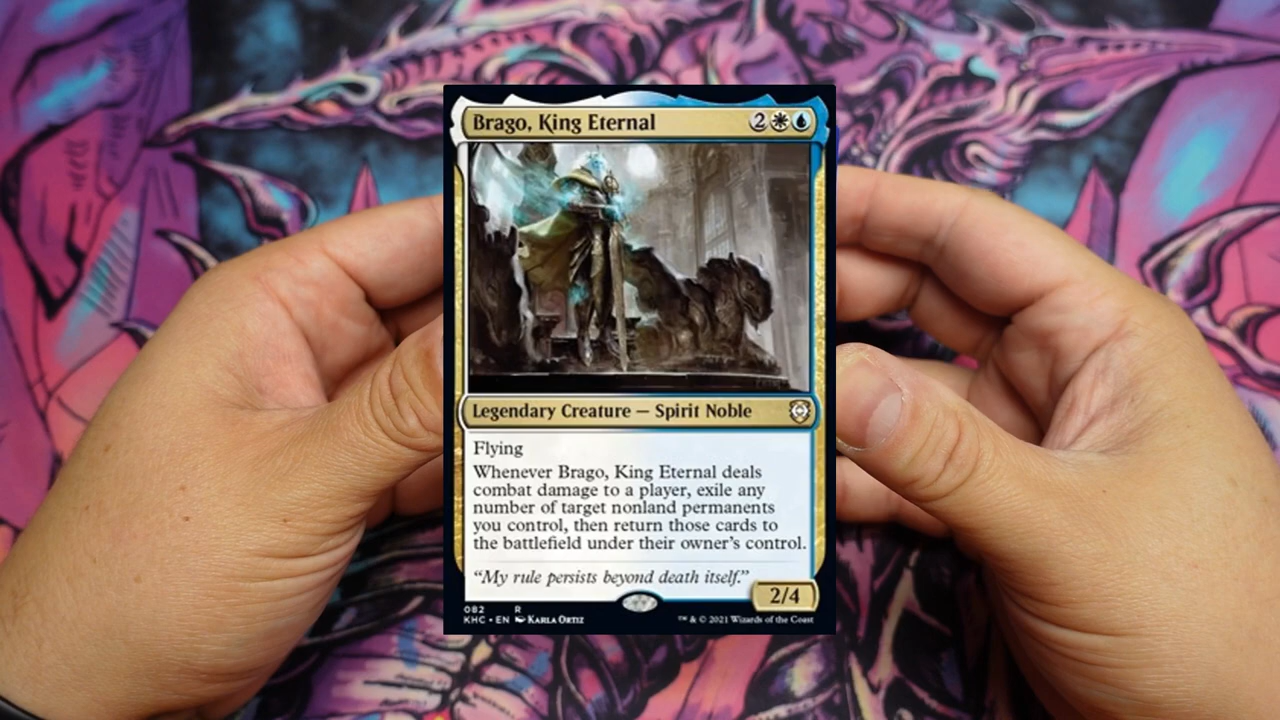 Brago, King Eternal 2
Legendary Creature — Spirit Noble
Flying
Whenever Brago, King Eternal deals
combat damage to a player, exile any
number of target nonland permanents
you control, then return those cards to
the battlefield under their owner's control.
"My rule persists beyond death itself."
2/4
082 R
KHC • EN Karla Ortiz ™ & © 2021 Wizards of the Coast